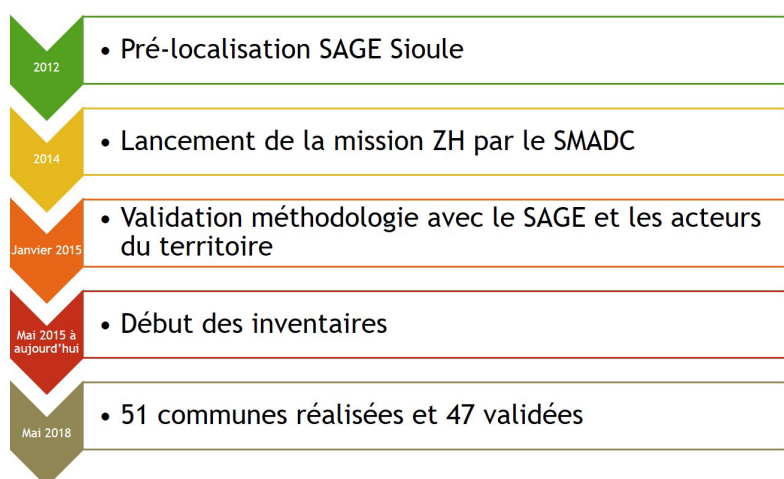 2012
• Pré-localisation SAGE Sioule
2014
• Lancement de la mission ZH par le SMADC
Janvier 2015
• Validation méthodologie avec le SAGE et les acteurs
du territoire
Mai 2015 à
aujourd’hui
• Début des inventaires
Mai 2018
• 51 communes réalisées et 47 validées